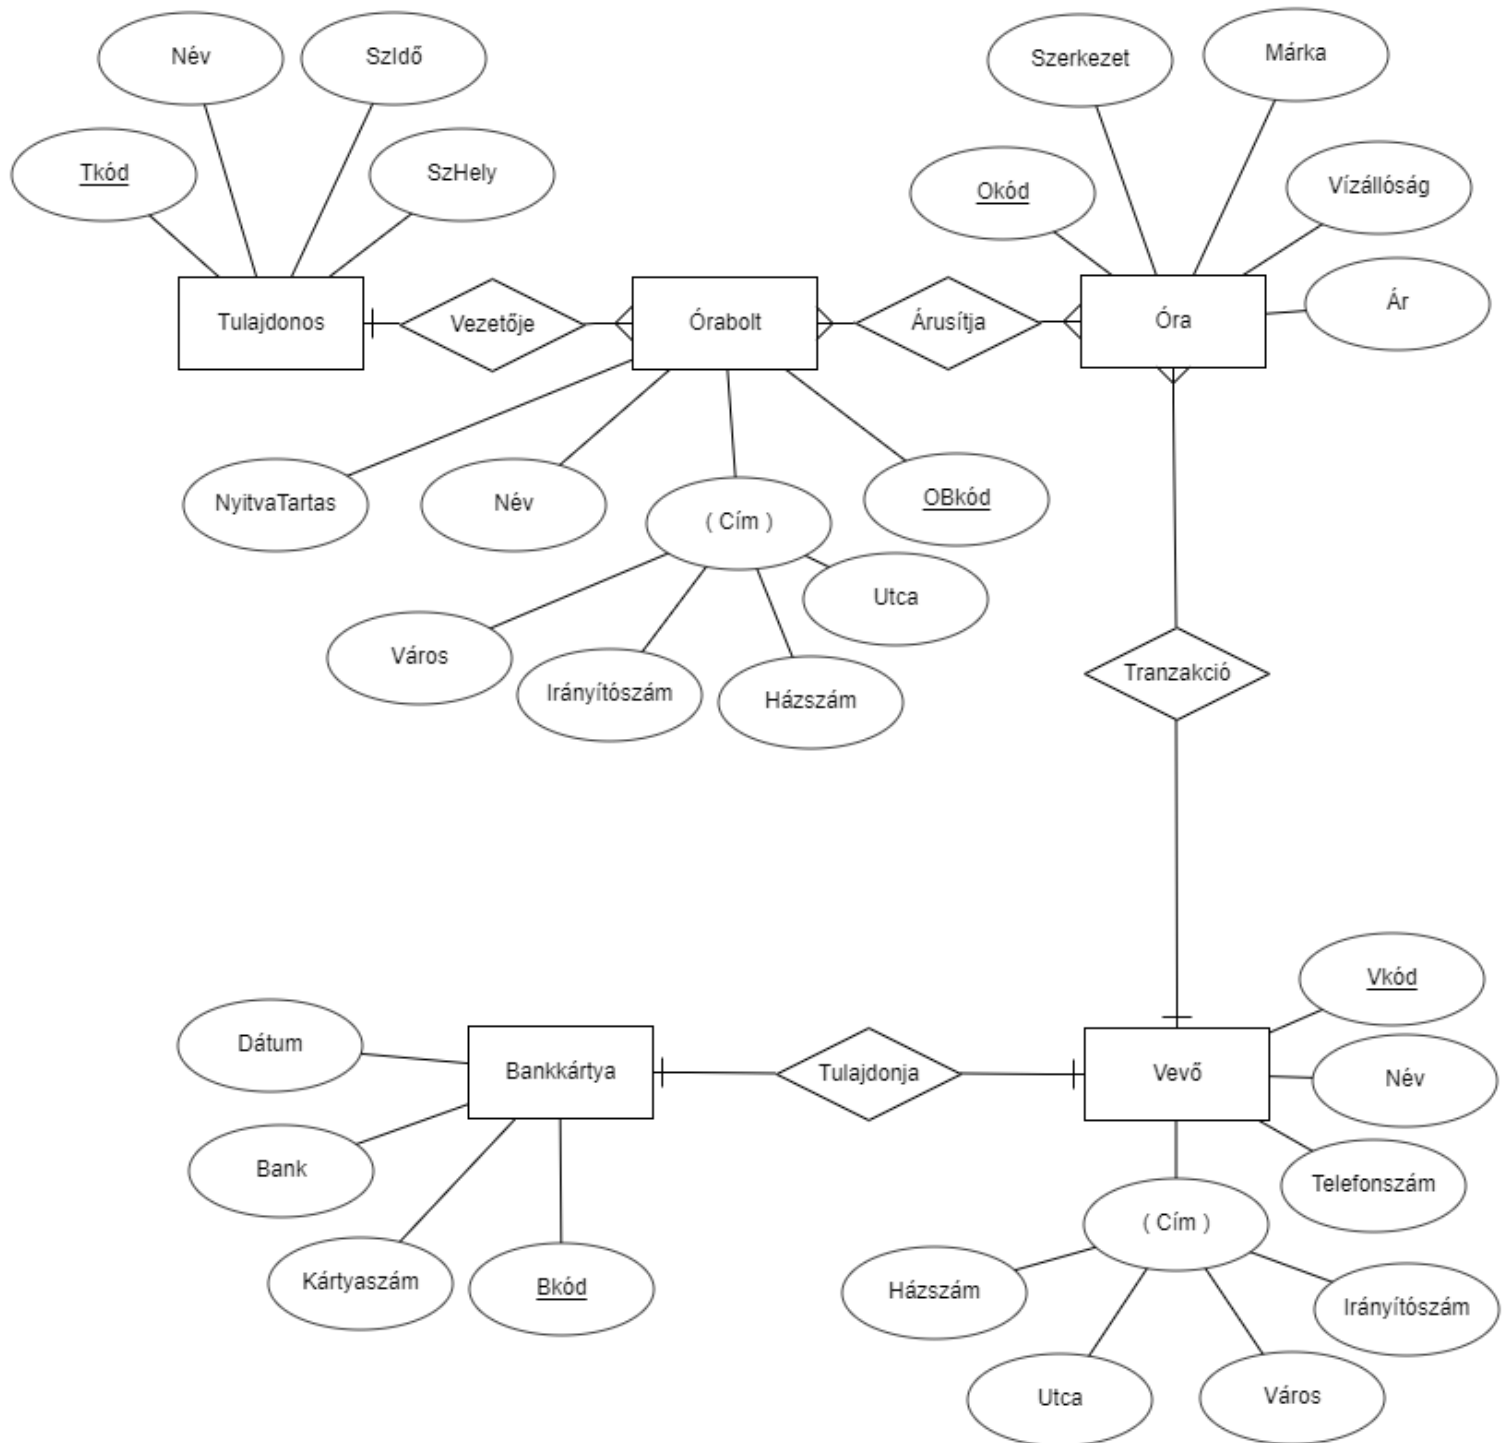 Név
SzIdő
Szerkezet
Márka
Tkód
SzHely
Okód
Vízállóság
Ár
Tulajdonos
Vezetője
Órabolt
Árusítja
Óra
NyitvaTartas
Név
( Cím )
OBkód
Utca
Város
Irányítószám
Házszám
Tranzakció
Vkód
Dátum
Bankkártya
Tulajdonja
Vevő
Név
Bank
Telefonszám
Kártyaszám
Bkód
( Cím )
Házszám
Irányítószám
Utca
Város